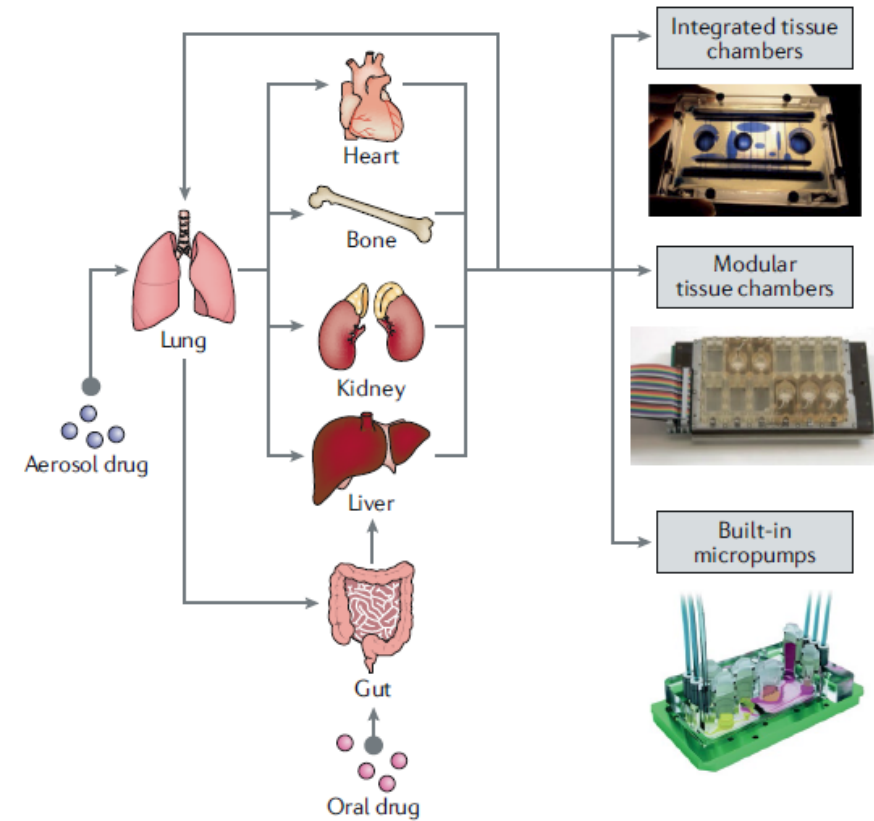 Integrated tissue
chambers
Heart
Bone
Modular
tissue chambers
Lung
Kidney
Aerosol drug
Liver
Built-in
micropumps
Gut
Oral drug